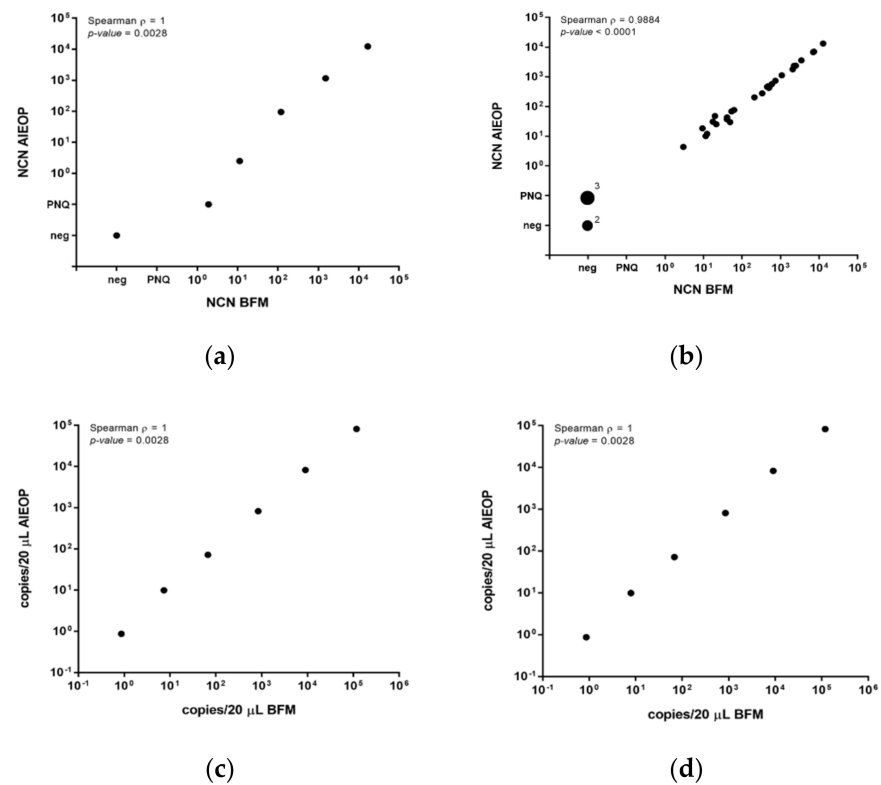 Spearman ρ = 1
p-value = 0.0028
10⁵
10⁴
10³
10²
10¹
10⁰
PNQ
neg
NCN AIEOP
neg PNQ 10⁰ 10¹ 10² 10³ 10⁴ 10⁵
NCN BFM
(a)
Spearman ρ = 0.9884
p-value < 0.0001
10⁵
10⁴
10³
10²
10¹
10⁰
PNQ
neg
NCN AIEOP
3
2
neg PNQ 10⁰ 10¹ 10² 10³ 10⁴ 10⁵
NCN BFM
(b)
Spearman ρ = 1
p-value = 0.0028
10⁵
10⁴
10³
10²
10¹
10⁰
10⁻¹
copies/20 μL AIEOP
10⁻¹ 10⁰ 10¹ 10² 10³ 10⁴ 10⁵ 10⁶
copies/20 μL BFM
(c)
Spearman ρ = 1
p-value = 0.0028
10⁵
10⁴
10³
10²
10¹
10⁰
10⁻¹
copies/20 μL AIEOP
10⁻¹ 10⁰ 10¹ 10² 10³ 10⁴ 10⁵ 10⁶
copies/20 μL BFM
(d)